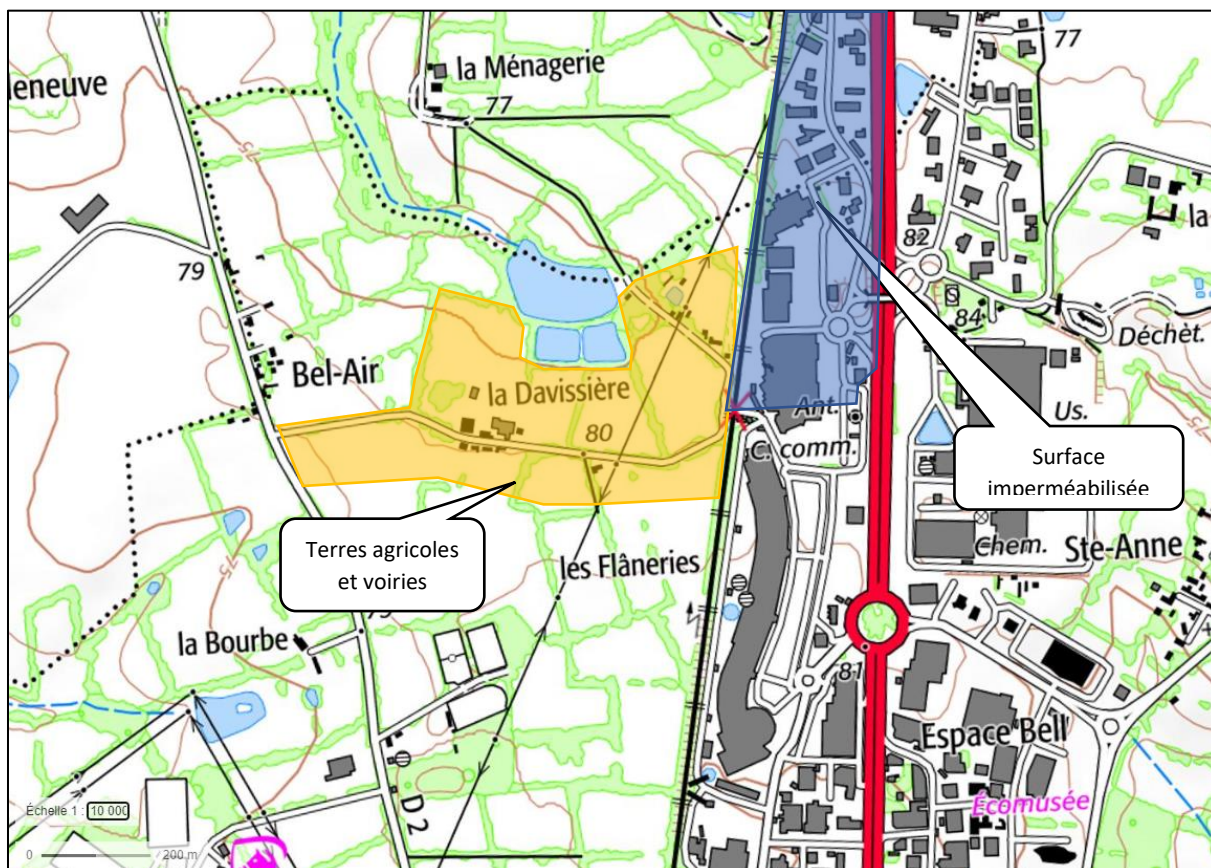 la Ménagerie
77
77
leneuve
75
la
79
82
84
Déchèt.
Bel-Air
la Davissière
Us.
Ant.
80
C. comm.
Surface
imperméabilisée
Terres agricoles
et voiries
les Flâneries
Chem.
Ste-Anne
75
la Bourbe
81
Espace Bell
Écomusée
D 2
Échelle 1 : 10 000
0 200 m